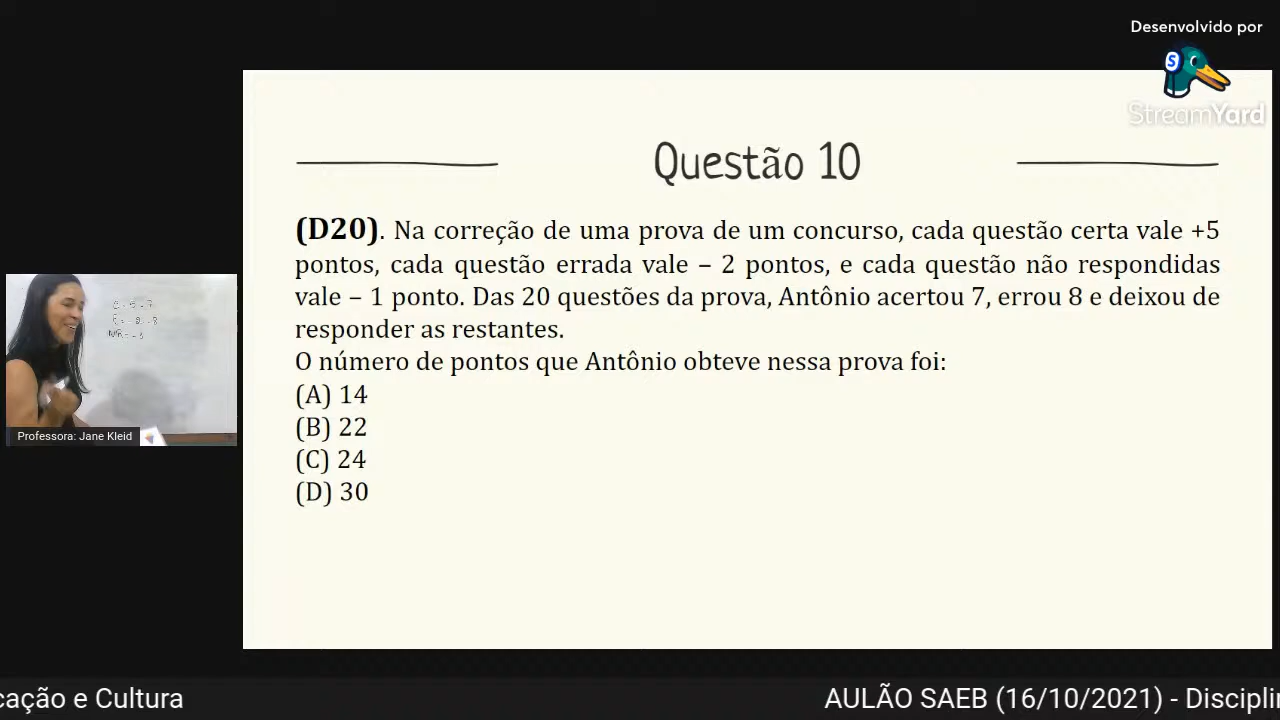 Desenvolvido por
StreamYard
Questão 10
(D20). Na correção de uma prova de um concurso, cada questão certa vale +5
pontos, cada questão errada vale – 2 pontos, e cada questão não respondidas
vale – 1 ponto. Das 20 questões da prova, Antônio acertou 7, errou 8 e deixou de
responder as restantes.
O número de pontos que Antônio obteve nessa prova foi:
(A) 14
(B) 22
(C) 24
(D) 30
Professora: Jane Kleid
cação e Cultura
AULÃO SAEB (16/10/2021) - Disciplin